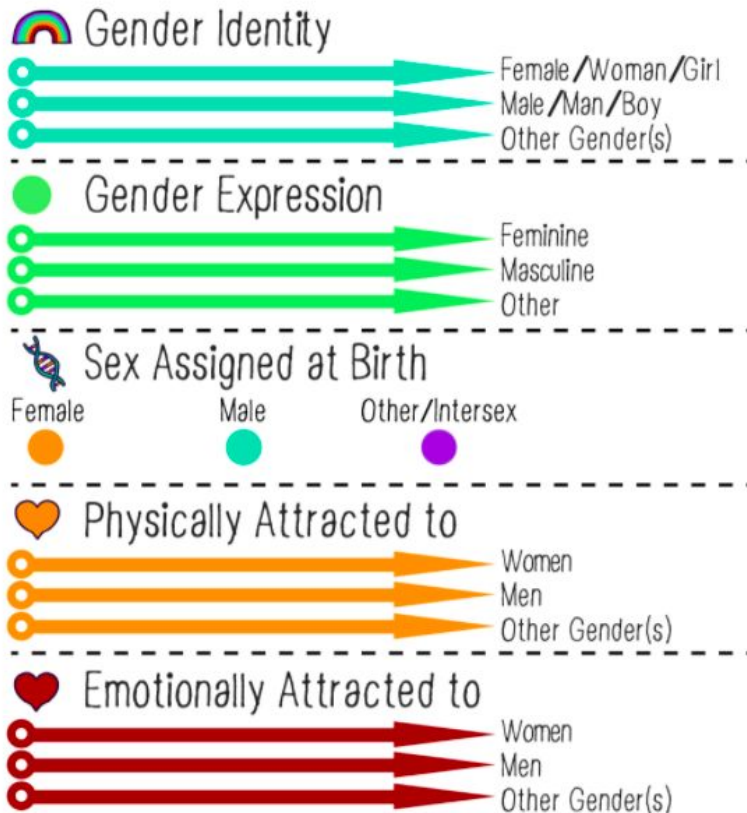 Gender Identity
Female/Woman/Girl
Male/Man/Boy
Other Gender(s)
Gender Expression
Feminine
Masculine
Other
Sex Assigned at Birth
Female Male Other/Intersex
Physically Attracted to
Women
Men
Other Gender(s)
Emotionally Attracted to
Women
Men
Other Gender(s)